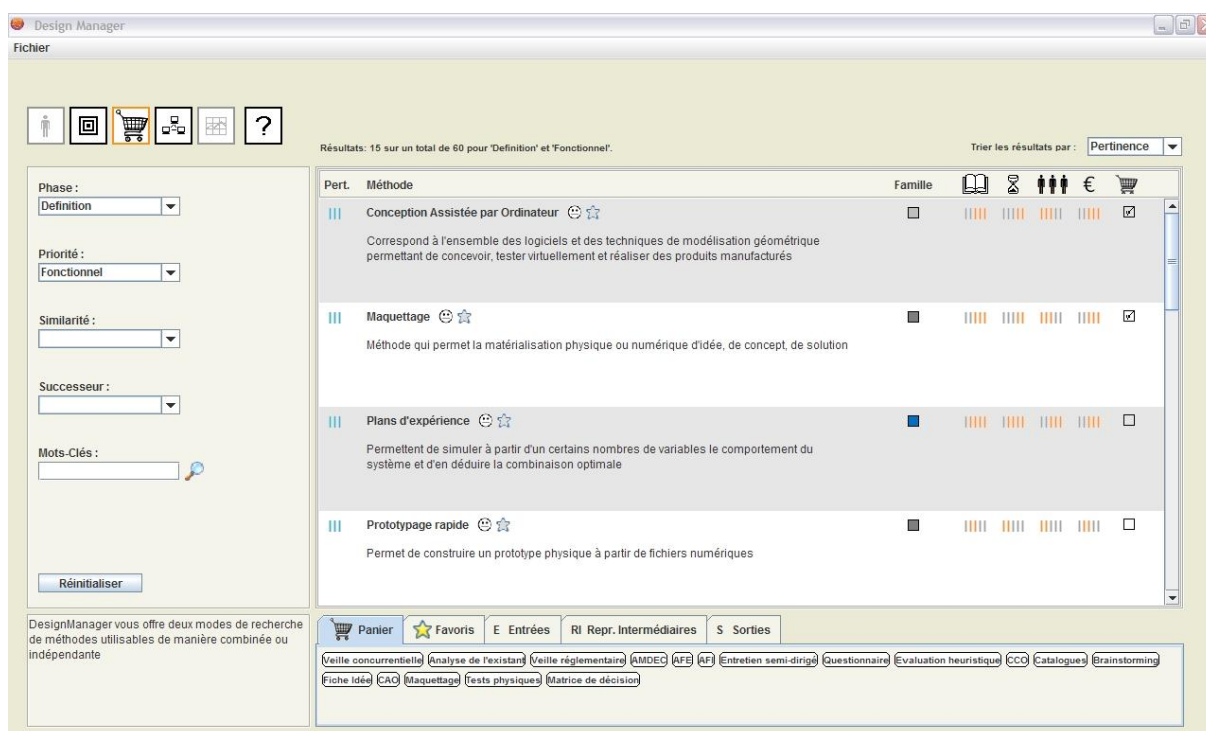 Design Manager
Fichier
?
Résultats: 15 sur un total de 60 pour 'Definition' et 'Fonctionnel'.
Trier les résultats par :
Pertinence
Phase :
Definition
Priorité :
Fonctionnel
Similarité :
Successeur :
Mots-Clés :
Réinitialiser
DesignManager vous offre deux modes de recherche
de méthodes utilisables de manière combinée ou
indépendante
Pert. Méthode Famille €
Conception Assistée par Ordinateur
Correspond à l'ensemble des logiciels et des techniques de modélisation géométrique
permettant de concevoir, tester virtuellement et réaliser des produits manufacturés
Maquettage
Méthode qui permet la matérialisation physique ou numérique d'idée, de concept, de solution
Plans d'expérience
Permettent de simuler à partir d'un certains nombres de variables le comportement du
système et d'en déduire la combinaison optimale
Prototypage rapide
Permet de construire un prototype physique à partir de fichiers numériques
Panier Favoris E Entrées RI Repr. Intermédiaires S Sorties
Veille concurrentielle Analyse de l'existant Veille réglementaire AMDEC AFE AFI Entretien semi-dirigé Questionnaire Evaluation heuristique CCO Catalogues Brainstorming
Fiche Idée CAO Maquettage Tests physiques Matrice de décision